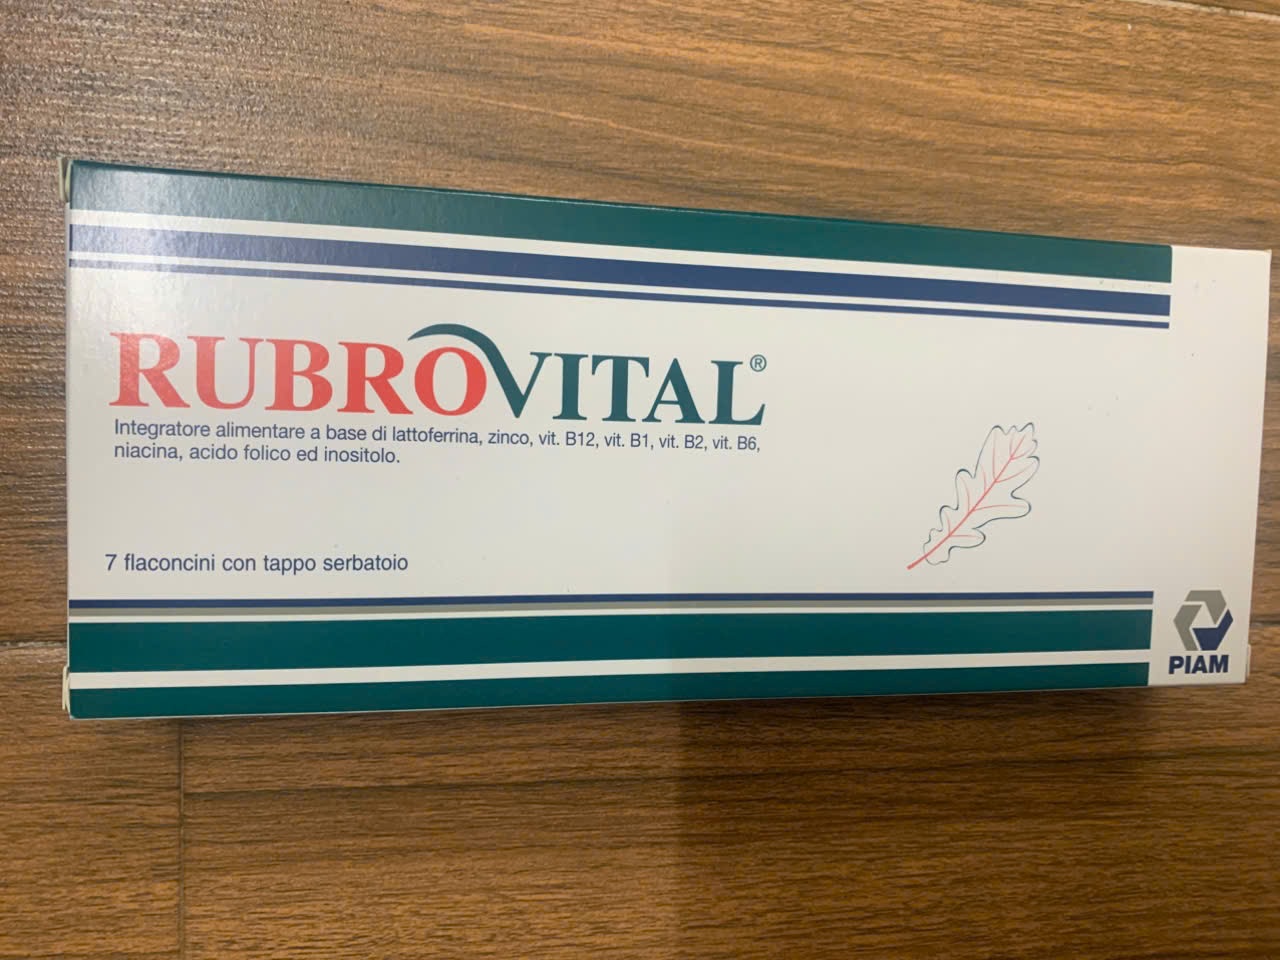 RUBROVITAL®
Integratore alimentare a base di lattoferrina, zinco, vit. B12, vit. B1, vit. B2, vit. B6,
niacina, acido folico ed inositolo.
7 flaconcini con tappo serbatoio
PIAM